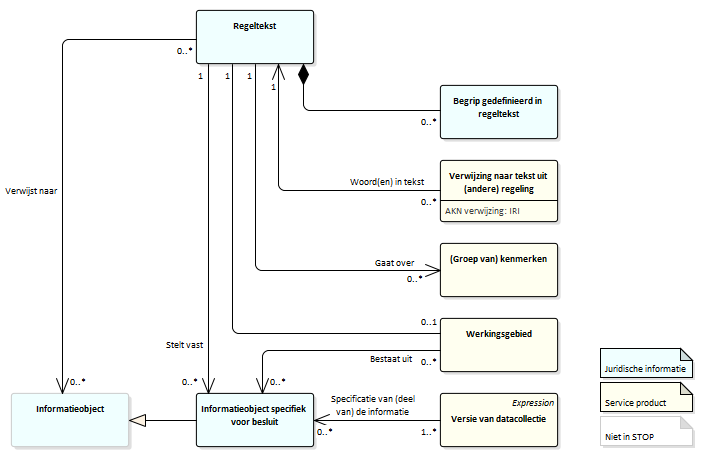 Regeltekst
0..*
1
1
1
1
Begrip gedefinieerd in
regeltekst
0..*
Verwijst naar
Woord(en) in tekst
Verwijzing naar tekst uit
(andere) regeling
0..*
AKN verwijzing: IRI
Gaat over
(Groep van) kenmerken
0..*
0..1
Werkingsgebied
Stelt vast
Bestaat uit
0..*
Juridische informatie
0..*
0..*
0..*
Informatieobject
Informatieobject specifiek
voor besluit
Specificatie van (deel
van) de informatie
0..*
1..*
Expression
Versie van datacollectie
Service product
Niet in STOP